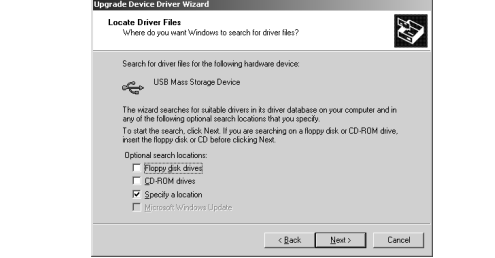 Upgrade Device Driver Wizard
Locate Driver Files
Where do you want Windows to search for driver files?
Search for driver files for the following hardware device:
USB Mass Storage Device
The wizard searches for suitable drivers in its driver database on your computer and in
any of the following optional search locations that you specify.
To start the search, click Next. If you are searching on a floppy disk or CD-ROM drive,
insert the floppy disk or CD before clicking Next.
Optional search locations:
Floppy disk drives
CD-ROM drives
Specify a location
Microsoft Windows Update
< Back Next > Cancel